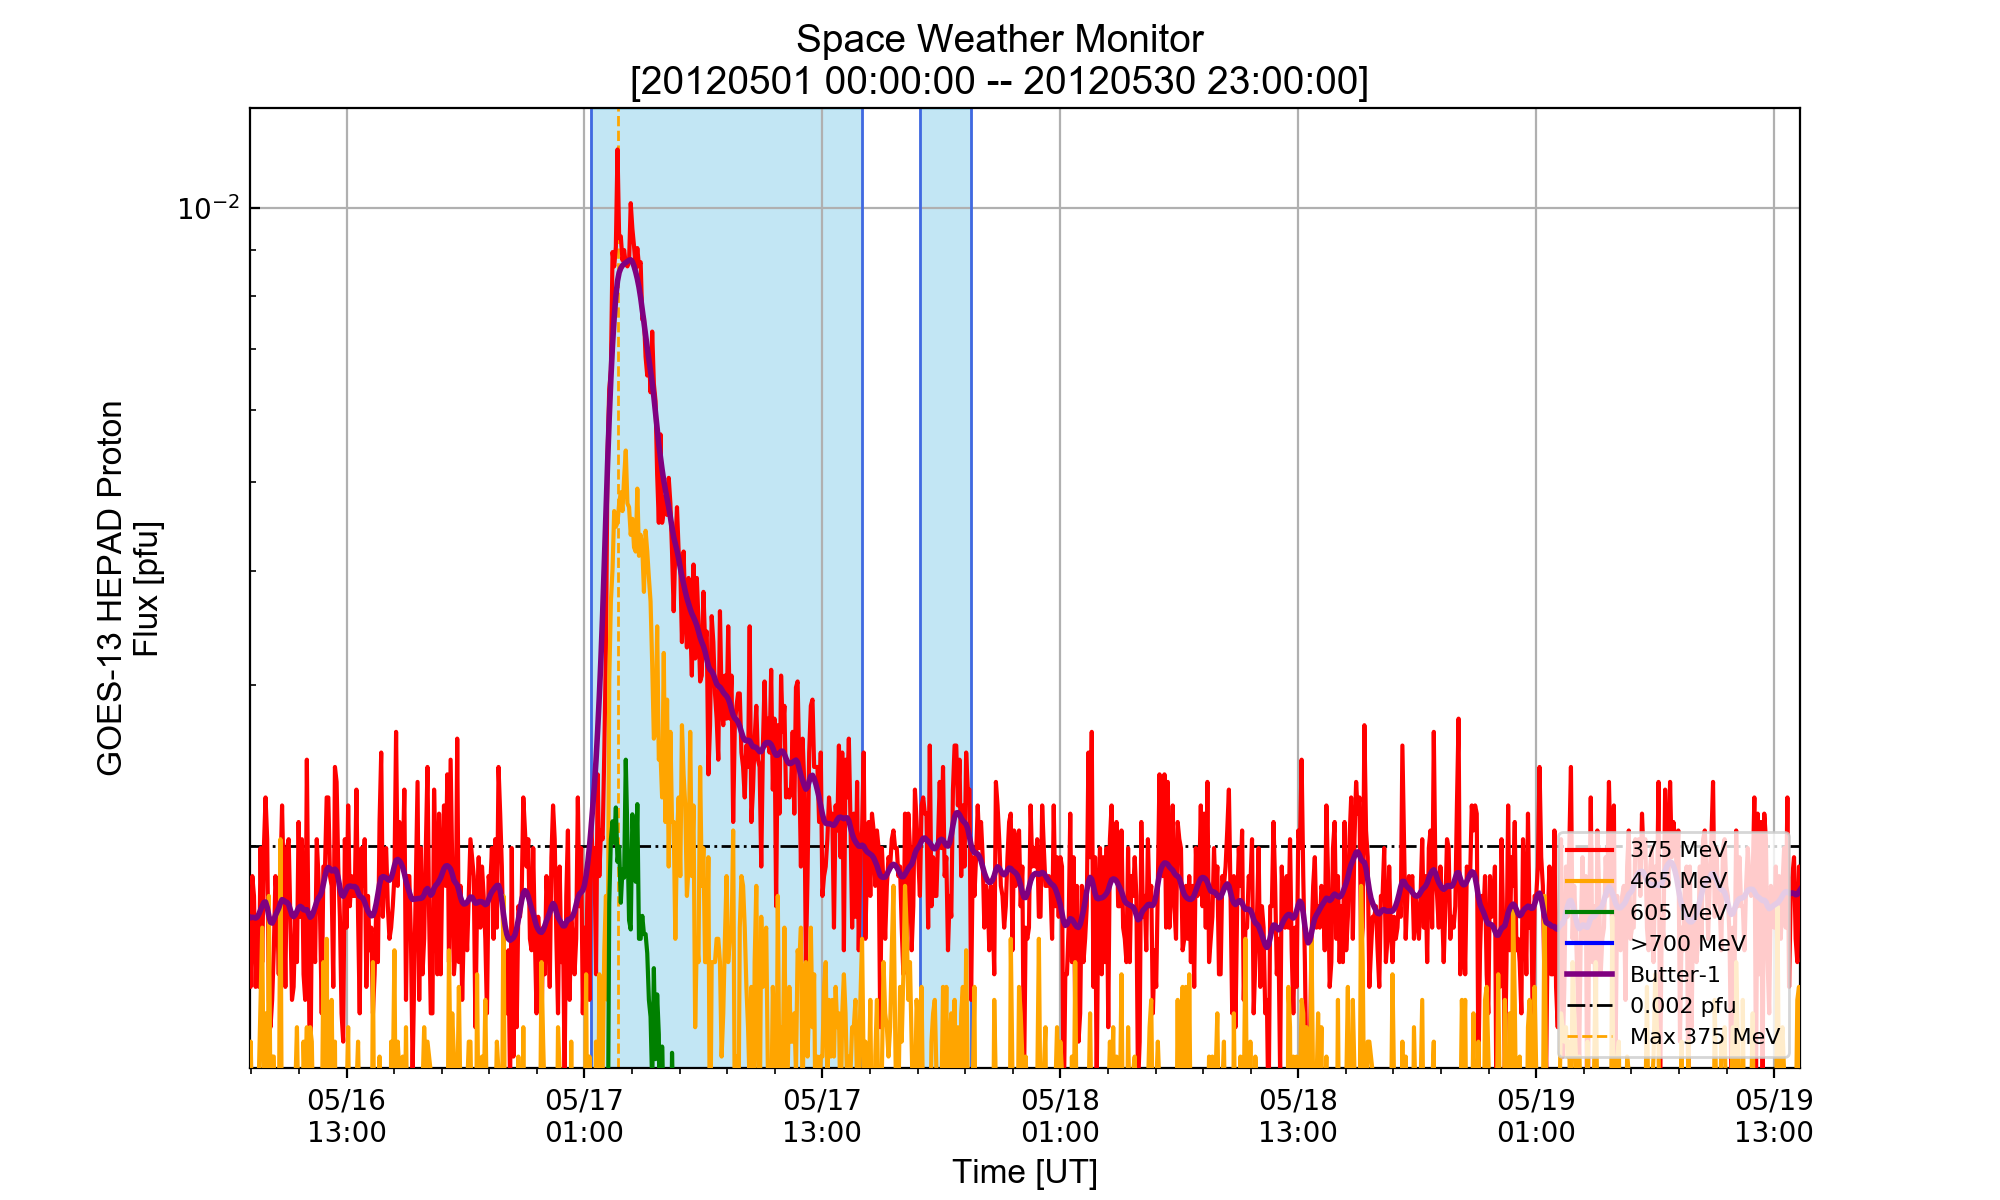 Space Weather Monitor
[20120501 00:00:00 -- 20120530 23:00:00]
GOES-13 HEPAD Proton
Flux [pfu]
10⁻²
375 MeV
465 MeV
605 MeV
>700 MeV
Butter-1
0.002 pfu
Max 375 MeV
05/16
13:00
05/17
01:00
05/17
13:00
05/18
01:00
05/18
13:00
05/19
01:00
05/19
13:00
Time [UT]